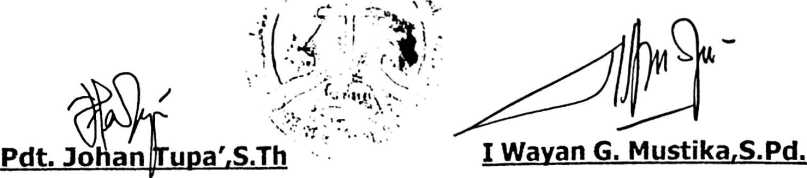 Pdt. Johan Tupa',S.Th
I Wayan G. Mustika,S.Pd.